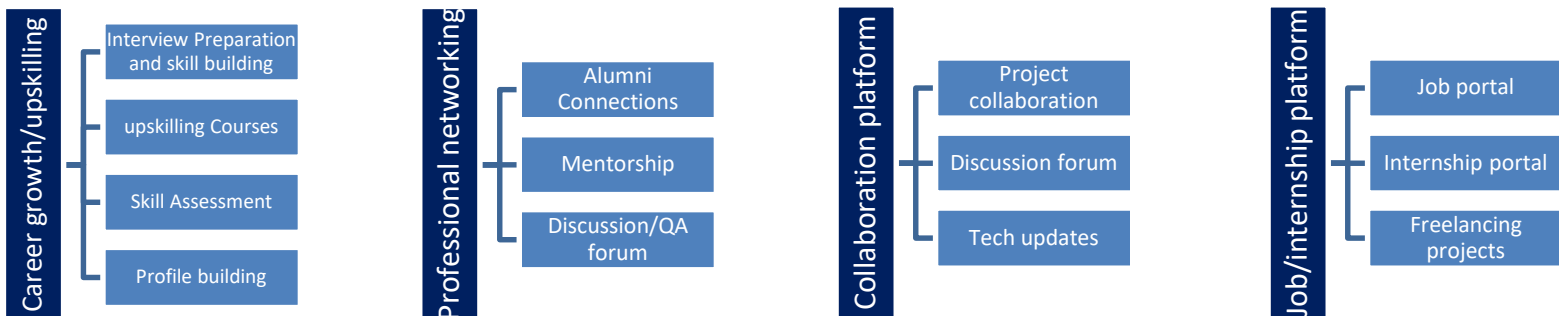 Career growth/upskilling
Interview Preparation
and skill building
upskilling Courses
Skill Assessment
Profile building
Professional networking
Alumni
Connections
Mentorship
Discussion/QA
forum
Collaboration platform
Project
collaboration
Discussion forum
Tech updates
Job/internship platform
Job portal
Internship portal
Freelancing
projects